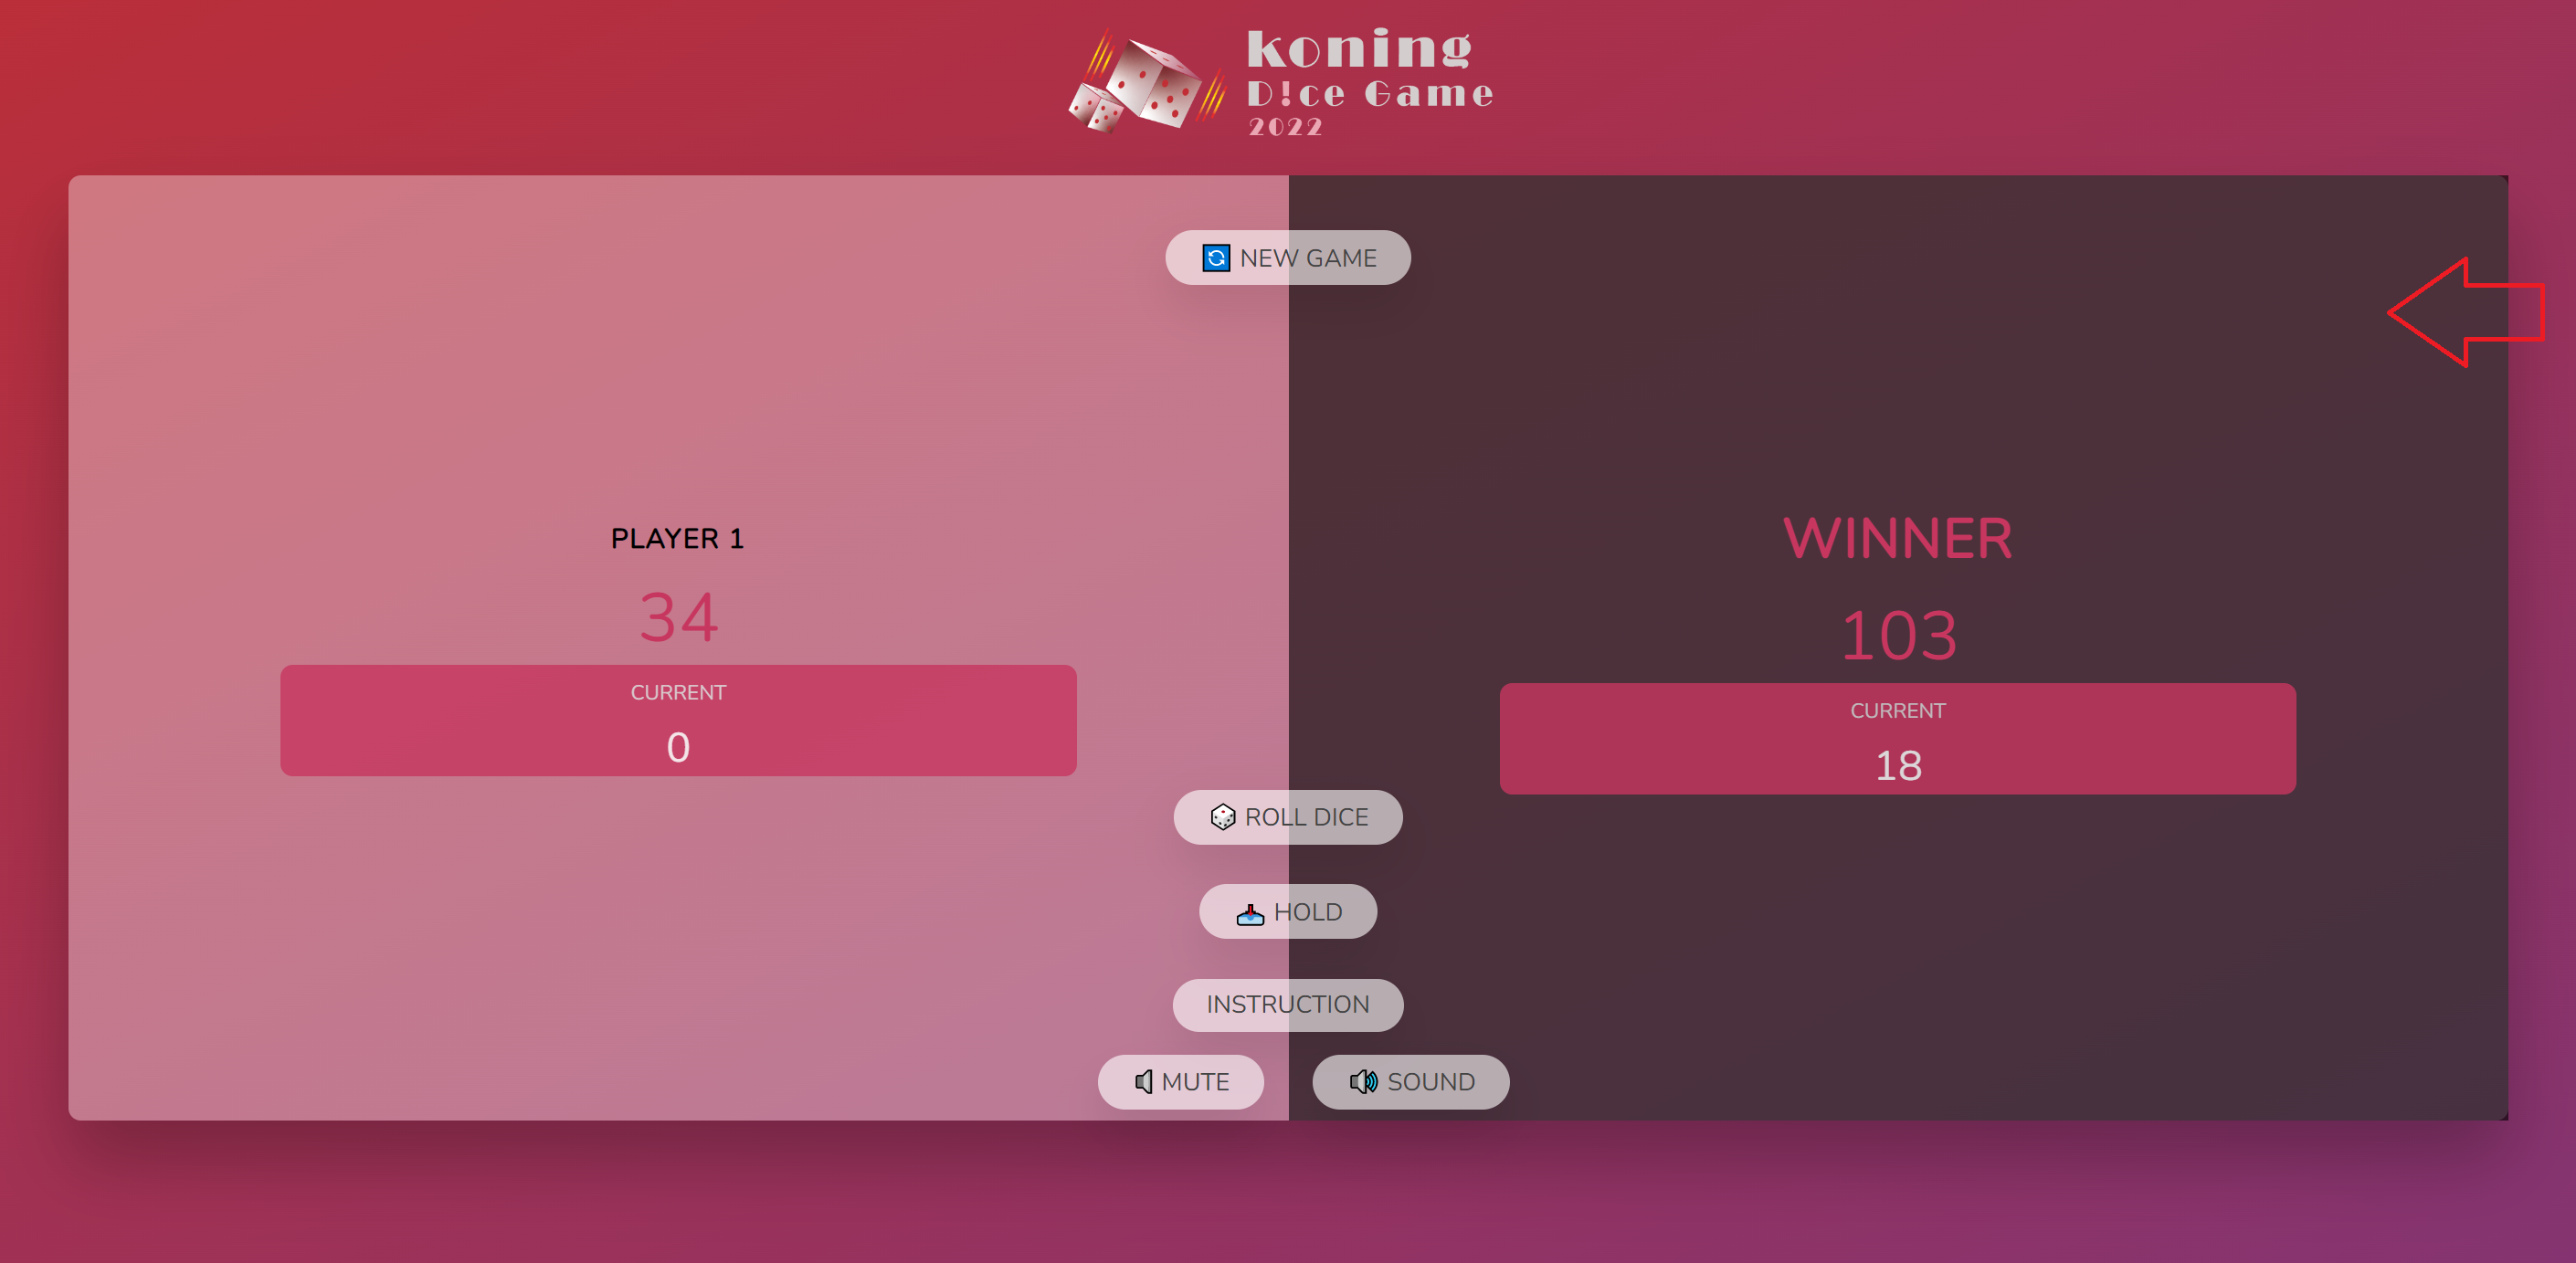 Koning
D!ce Game
2022
NEW GAME
PLAYER 1
34
CURRENT
0
WINNER
103
CURRENT
18
ROLL DICE
HOLD
INSTRUCTION
MUTE
SOUND